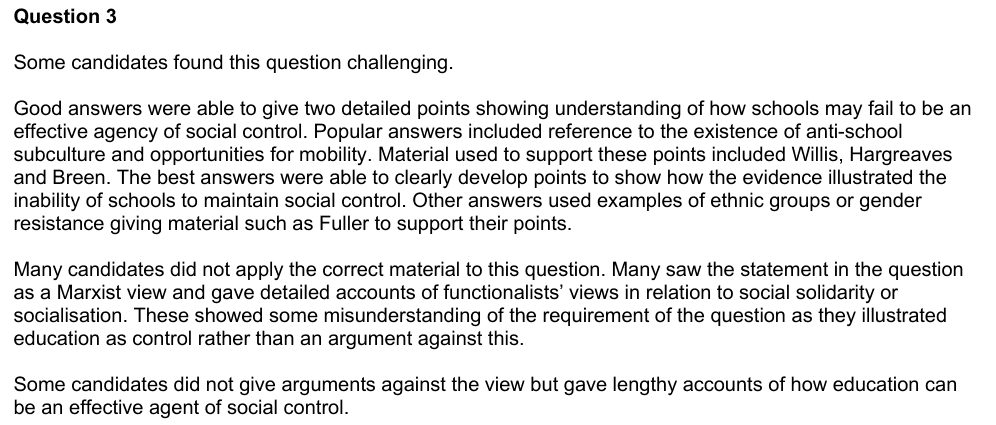 Question 3
Some candidates found this question challenging.
Good answers were able to give two detailed points showing understanding of how schools may fail to be an
effective agency of social control. Popular answers included reference to the existence of anti-school
subculture and opportunities for mobility. Material used to support these points included Willis, Hargreaves
and Breen. The best answers were able to clearly develop points to show how the evidence illustrated the
inability of schools to maintain social control. Other answers used examples of ethnic groups or gender
resistance giving material such as Fuller to support their points.
Many candidates did not apply the correct material to this question. Many saw the statement in the question
as a Marxist view and gave detailed accounts of functionalists’ views in relation to social solidarity or
socialisation. These showed some misunderstanding of the requirement of the question as they illustrated
education as control rather than an argument against this.
Some candidates did not give arguments against the view but gave lengthy accounts of how education can
be an effective agent of social control.